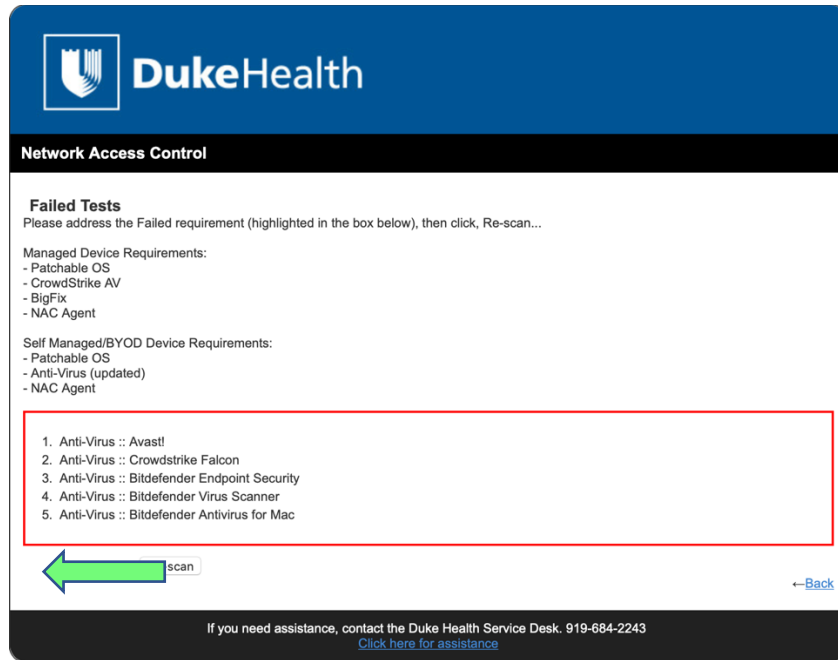 DukeHealth
Network Access Control
Failed Tests
Please address the Failed requirement (highlighted in the box below), then click, Re-scan...
Managed Device Requirements:
- Patchable OS
- CrowdStrike AV
- BigFix
- NAC Agent
Self Managed/BYOD Device Requirements:
- Patchable OS
- Anti-Virus (updated)
- NAC Agent
1. Anti-Virus :: Avast!
2. Anti-Virus :: Crowdstrike Falcon
3. Anti-Virus :: Bitdefender Endpoint Security
4. Anti-Virus :: Bitdefender Virus Scanner
5. Anti-Virus :: Bitdefender Antivirus for Mac
scan
←Back
If you need assistance, contact the Duke Health Service Desk. 919-684-2243
Click here for assistance